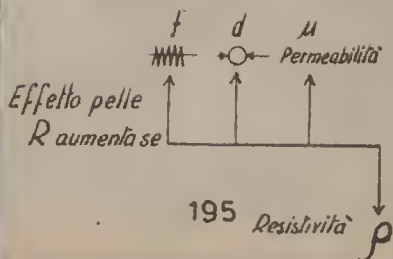 f d μ
Permeabilità
Effetto pelle
R aumenta se
195
Resistività ρ